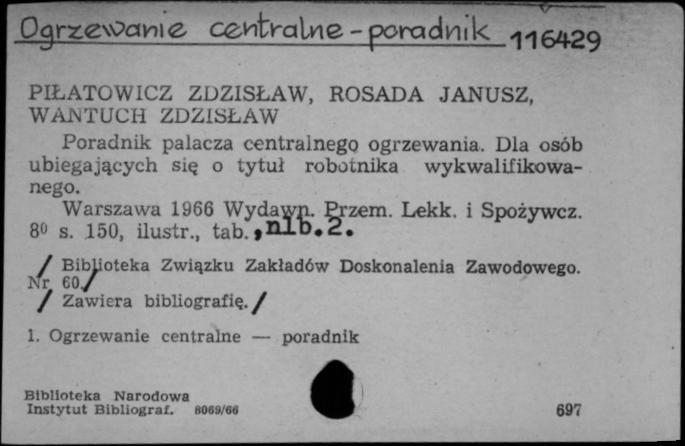 Ogrzewanie centralne - poradnik 116429
PIŁATOWICZ ZDZISŁAW, ROSADA JANUSZ,
WANTUCH ZDZISŁAW
Poradnik palacza centralnego ogrzewania. Dla osób
ubiegających się o tytuł robotnika wykwalifikowa-
nego.
Warszawa 1966 Wydawn. Przem. Lekk. i Spożywcz.
8⁰ s. 150, ilustr., tab., nlb. 2.
/ Biblioteka Związku Zakładów Doskonalenia Zawodowego.
Nr 60 /
/ Zawiera bibliografię. /
1. Ogrzewanie centralne — poradnik
Biblioteka Narodowa
Instytut Bibliograf. 8069/66 697